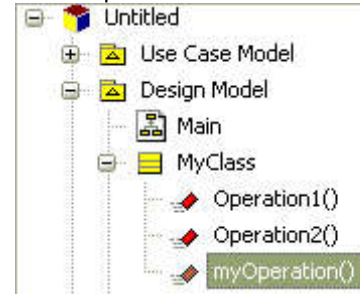 Untitled
Use Case Model
Design Model
Main
MyClass
Operation1()
Operation2()
myOperation()